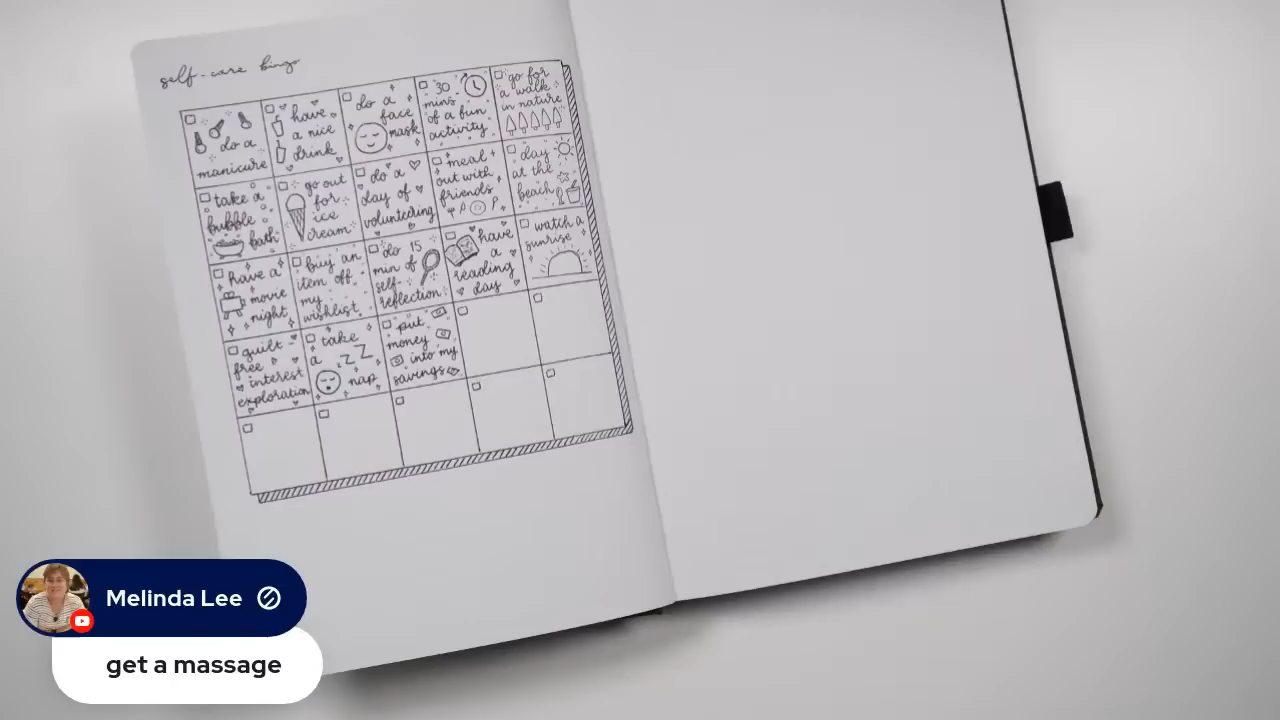 self-care bingo
do a
manicure
have
a nice
drink
do a
face
mask
30
mins
of a fun
activity
go for
a walk
in nature
take a
bubble
bath
go out
for
ice
cream
do a
day of
volunteering
meal
out with
friends
day
at the
beach
have a
movie
night
buy an
item off
my
wishlist
do 15
min of
self-
reflection
have
a
reading
day
watch a
sunrise
guilt
free
interest
exploration
take
a
z Z Z
nap
put
money
into my
savings
Melinda Lee
get a massage